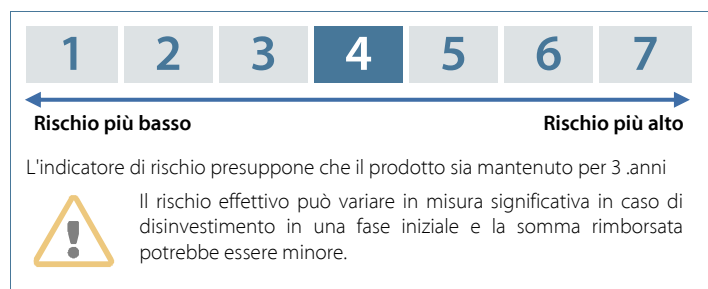 1 2 3 4 5 6 7
Rischio più basso Rischio più alto
L'indicatore di rischio presuppone che il prodotto sia mantenuto per 3 .anni
Il rischio effettivo può variare in misura significativa in caso di
disinvestimento in una fase iniziale e la somma rimborsata
potrebbe essere minore.